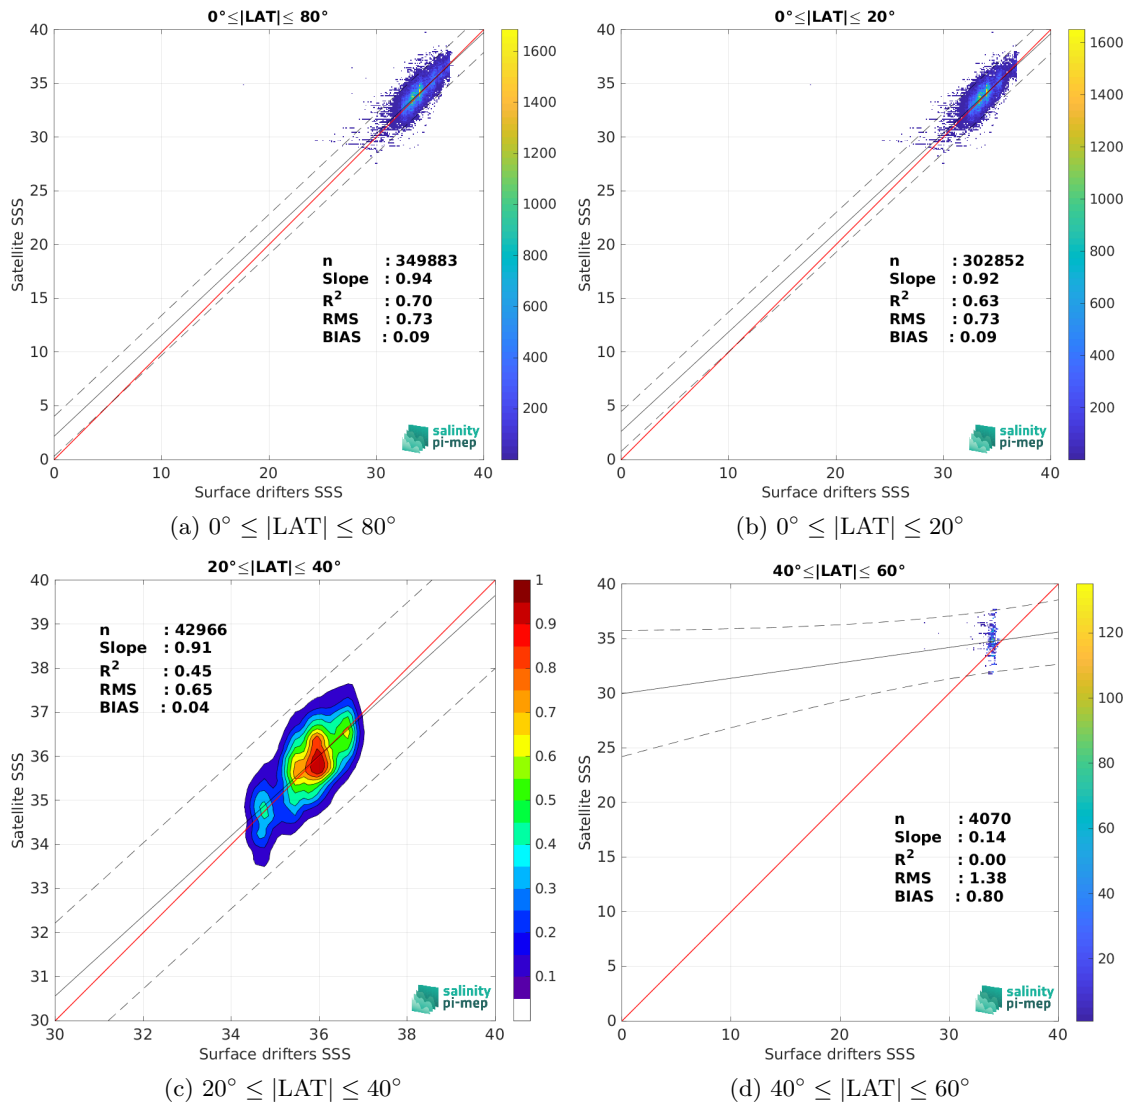 0°≤|LAT|≤ 80°
40
35
30
25
20
15
10
5
0
0
20
30
40
Satellite SSS
Surface drifters SSS
n : 349883
Slope : 0.94
R² : 0.70
RMS : 0.73
BIAS : 0.09
salinity
pi-mep
1600
1400
1200
1000
800
600
400
200
(a) 0° ≤ |LAT| ≤ 80°
0°≤|LAT|≤ 20°
40
35
30
25
20
15
10
5
0
0
10
20
30
40
Satellite SSS
Surface drifters SSS
n : 302852
Slope : 0.92
R² : 0.63
RMS : 0.73
BIAS : 0.09
salinity
pi-mep
1600
1400
1200
1000
800
600
400
200
(b) 0° ≤ |LAT| ≤ 20°
20°≤|LAT|≤ 40°
40
39
38
37
36
35
34
33
32
31
30
30
32
34
36
38
40
Satellite SSS
Surface drifters SSS
n : 42966
Slope : 0.91
R² : 0.45
RMS : 0.65
BIAS : 0.04
salinity
pi-mep
1
0.9
0.8
0.7
0.6
0.5
0.4
0.3
0.2
0.1
(c) 20° ≤ |LAT| ≤ 40°
40°≤|LAT|≤ 60°
40
35
30
25
20
15
10
5
0
0
10
20
30
40
Satellite SSS
Surface drifters SSS
n : 4070
Slope : 0.14
R² : 0.00
RMS : 1.38
BIAS : 0.80
salinity
pi-mep
120
100
80
60
40
20
(d) 40° ≤ |LAT| ≤ 60°